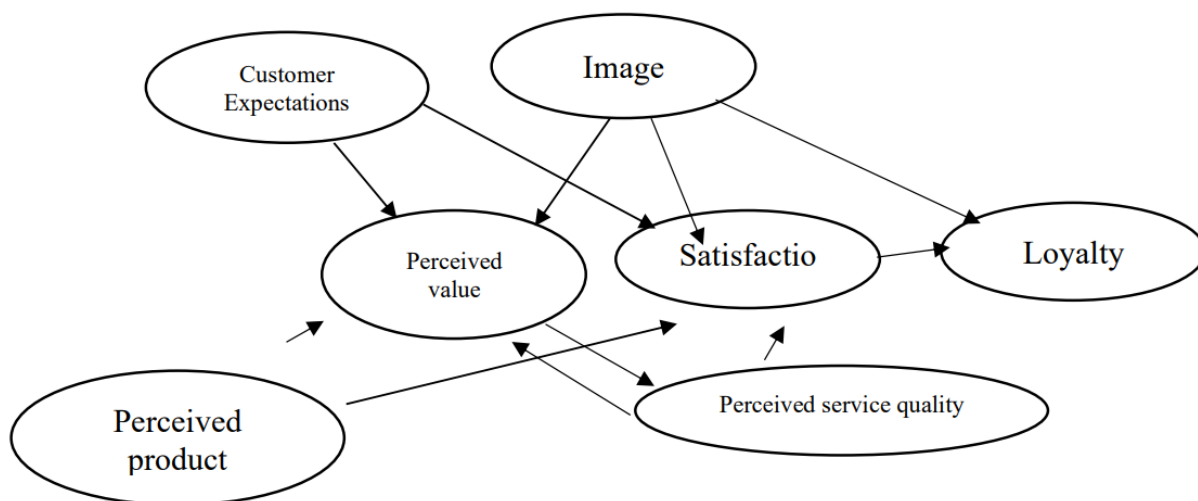 Customer
Expectations
Image
Perceived
value
Satisfactio
Loyalty
Perceived
product
Perceived service quality